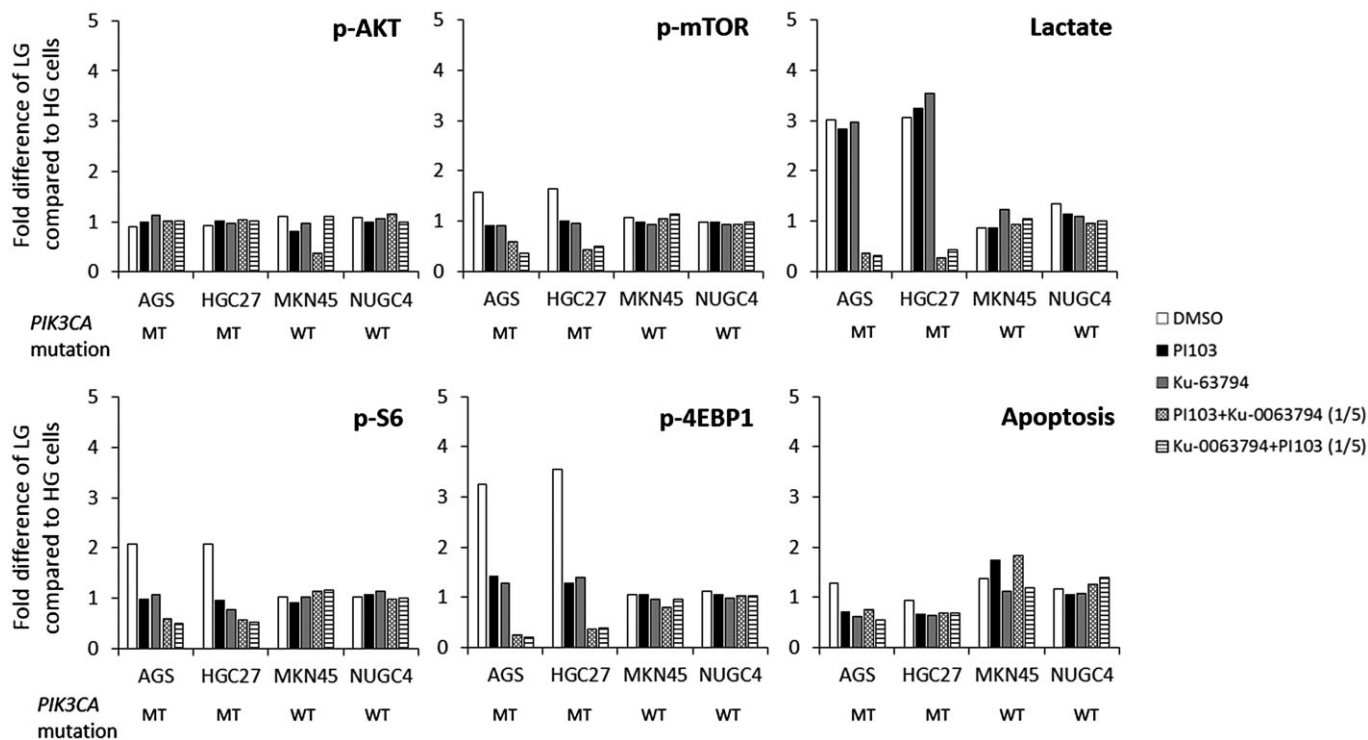 p-AKT
p-mTOR
Lactate
Fold difference of LG
compared to HG cells
5
4
3
2
1
0
AGS HGC27 MKN45 NUGC4
MT MT WT WT
5
4
3
2
1
0
AGS HGC27 MKN45 NUGC4
MT MT WT WT
5
4
3
2
1
0
AGS HGC27 MKN45 NUGC4
MT MT WT WT
PIK3CA
mutation
DMSO
PI103
Ku-63794
PI103+Ku-0063794 (1/5)
Ku-0063794+PI103 (1/5)
p-S6
p-4EBP1
Apoptosis
Fold difference of LG
compared to HG cells
5
4
3
2
1
0
AGS HGC27 MKN45 NUGC4
MT MT WT WT
5
4
3
2
1
0
AGS HGC27 MKN45 NUGC4
MT MT WT WT
5
4
3
2
1
0
AGS HGC27 MKN45 NUGC4
MT MT WT WT
PIK3CA
mutation